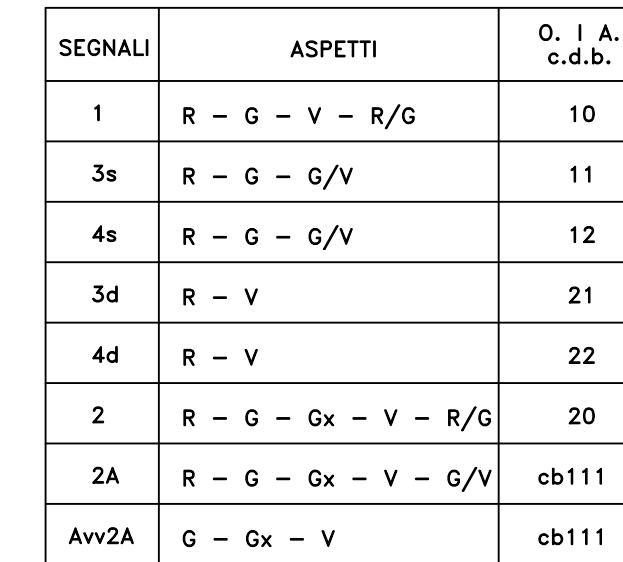 SEGNALI ASPETTI O. I A.
c.d.b.
1 R – G – V – R/G 10
3s R – G – G/V 11
4s R – G – G/V 12
3d R – V 21
4d R – V 22
2 R – G – Gx – V – R/G 20
2A R – G – Gx – V – G/V cb111
Avv2A G – Gx – V cb111